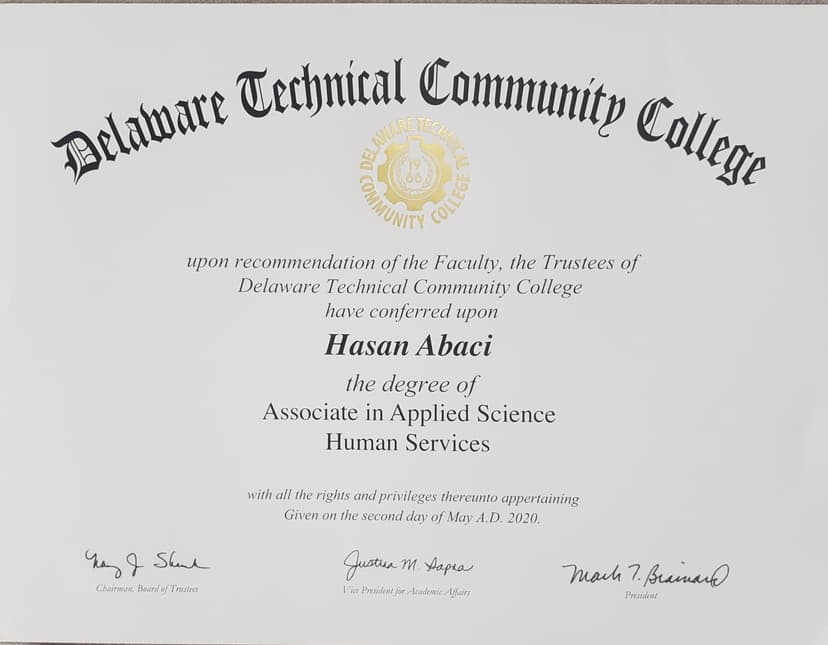 Delaware Technical Community College
DELAWARE TECHNICAL
COMMUNITY COLLEGE
19
66
upon recommendation of the Faculty, the Trustees of
Delaware Technical Community College
have conferred upon
Hasan Abaci
the degree of
Associate in Applied Science
Human Services
with all the rights and privileges thereunto appertaining
Given on the second day of May A.D. 2020.
Mark T. Brainard
Chairman, Board of Trustees
Vice President for Academic Affairs
President